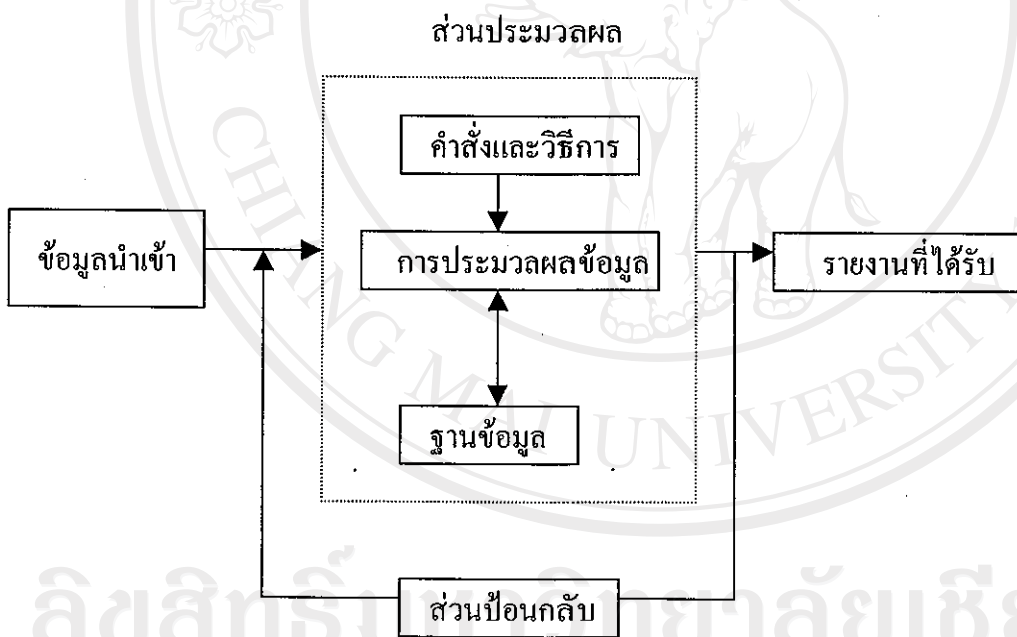 ส่วนประมวลผล
คำสั่งและวิธีการ
ข้อมูลนำเข้า
การประมวลผลข้อมูล
รายงานที่ได้รับ
ฐานข้อมูล
ส่วนป้อนกลับ
CHIANG MAI UNIVERSITY